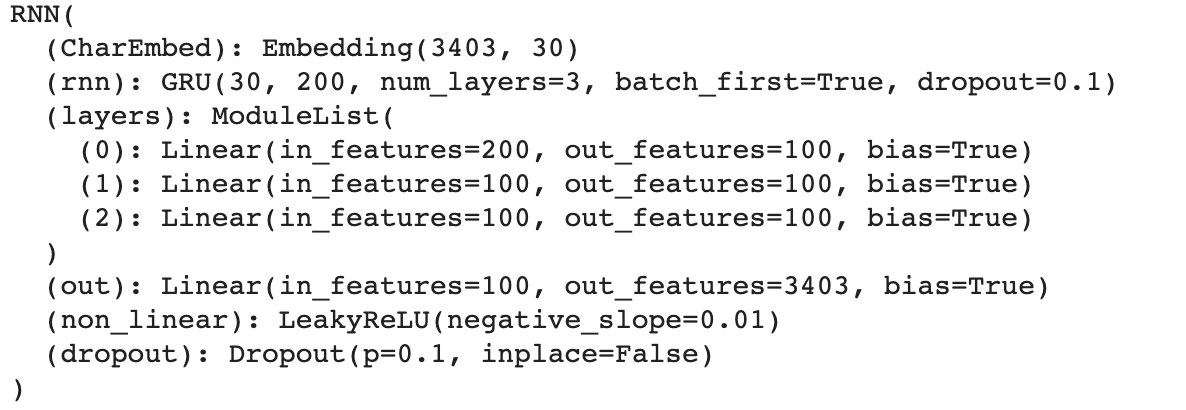 RNN(
  (CharEmbed): Embedding(3403, 30)
  (rnn): GRU(30, 200, num_layers=3, batch_first=True, dropout=0.1)
  (layers): ModuleList(
    (0): Linear(in_features=200, out_features=100, bias=True)
    (1): Linear(in_features=100, out_features=100, bias=True)
    (2): Linear(in_features=100, out_features=100, bias=True)
  )
  (out): Linear(in_features=100, out_features=3403, bias=True)
  (non_linear): LeakyReLU(negative_slope=0.01)
  (dropout): Dropout(p=0.1, inplace=False)
)